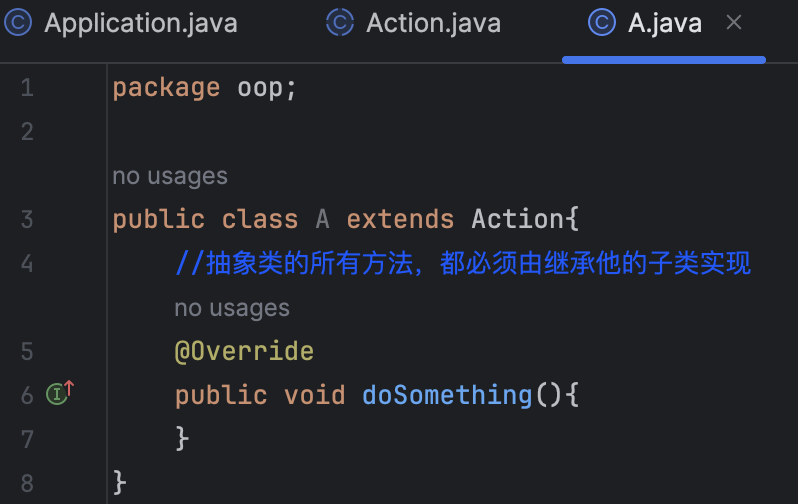 Application.java Action.java A.java
1 package oop;
2
no usages
3 public class A extends Action{
4 //抽象类的所有方法，都必须由继承他的子类实现
no usages
5 @Override
6 public void doSomething(){
7 }
8 }